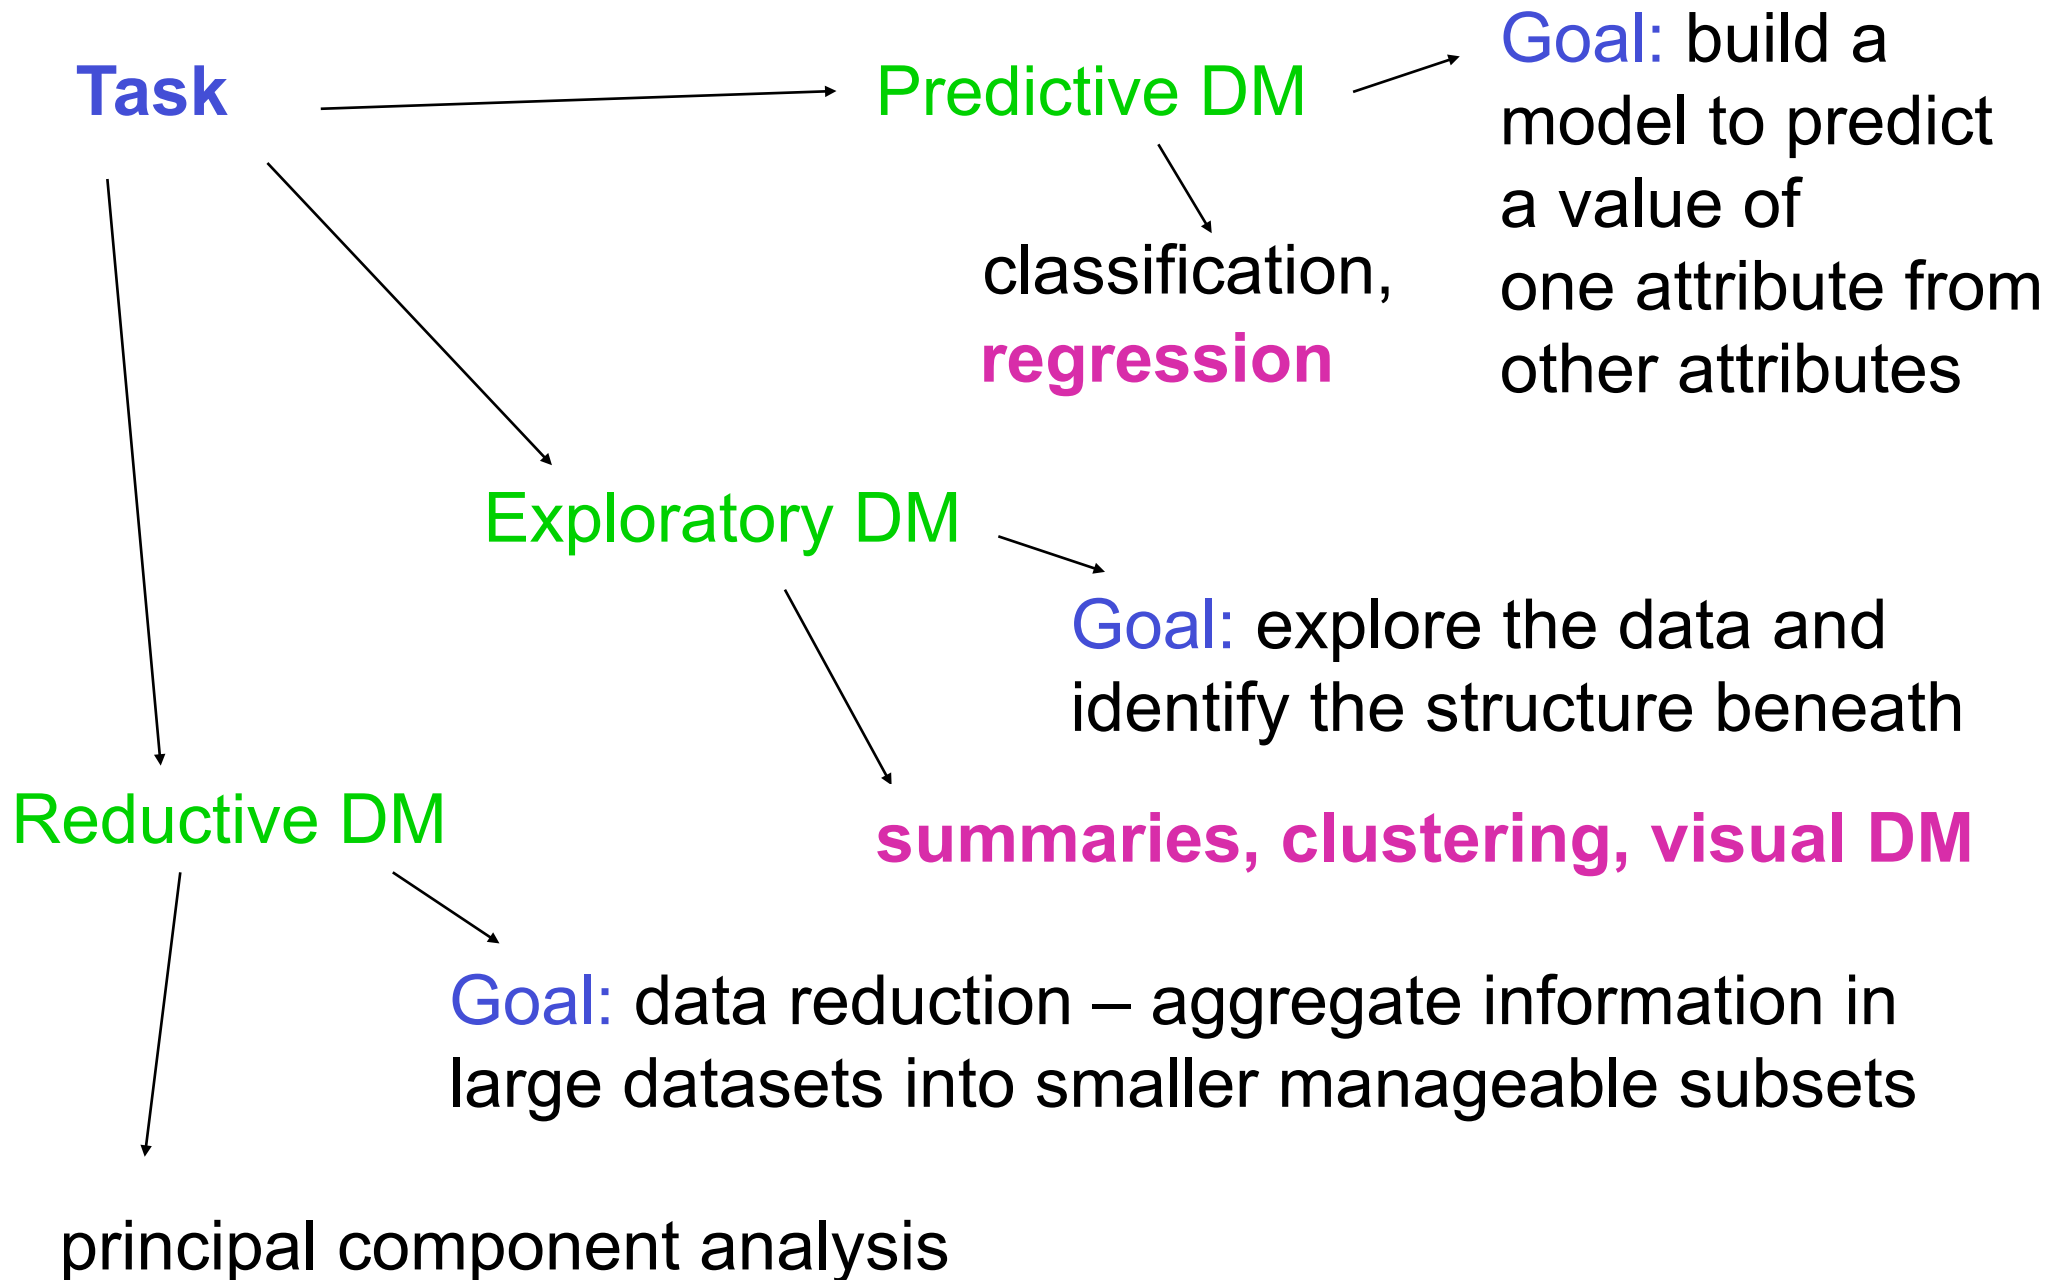 Task
Predictive DM
Goal: build a
model to predict
a value of
one attribute from
other attributes
classification,
regression
Exploratory DM
Goal: explore the data and
identify the structure beneath
summaries, clustering, visual DM
Reductive DM
Goal: data reduction – aggregate information in
large datasets into smaller manageable subsets
principal component analysis